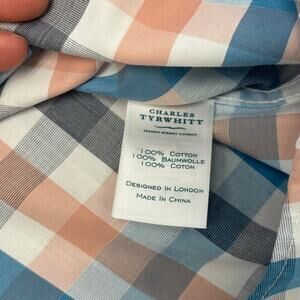 CHARLES
TYRWHITT
JERMYN STREET LONDON
100% COTTON
100% BAUMWOLLE
100% COTON
DESIGNED IN LONDON
MADE IN CHINA